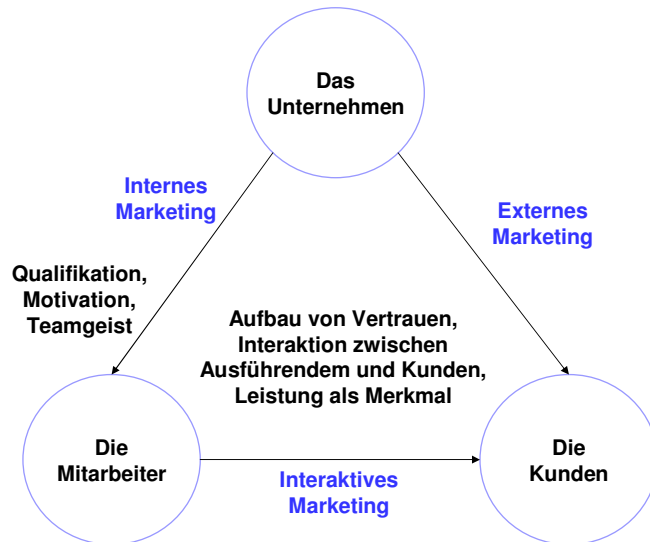 Das
Unternehmen
Internes
Marketing
Externes
Marketing
Qualifikation,
Motivation,
Teamgeist
Aufbau von Vertrauen,
Interaktion zwischen
Ausführendem und Kunden,
Leistung als Merkmal
Die
Mitarbeiter
Interaktives
Marketing
Die
Kunden